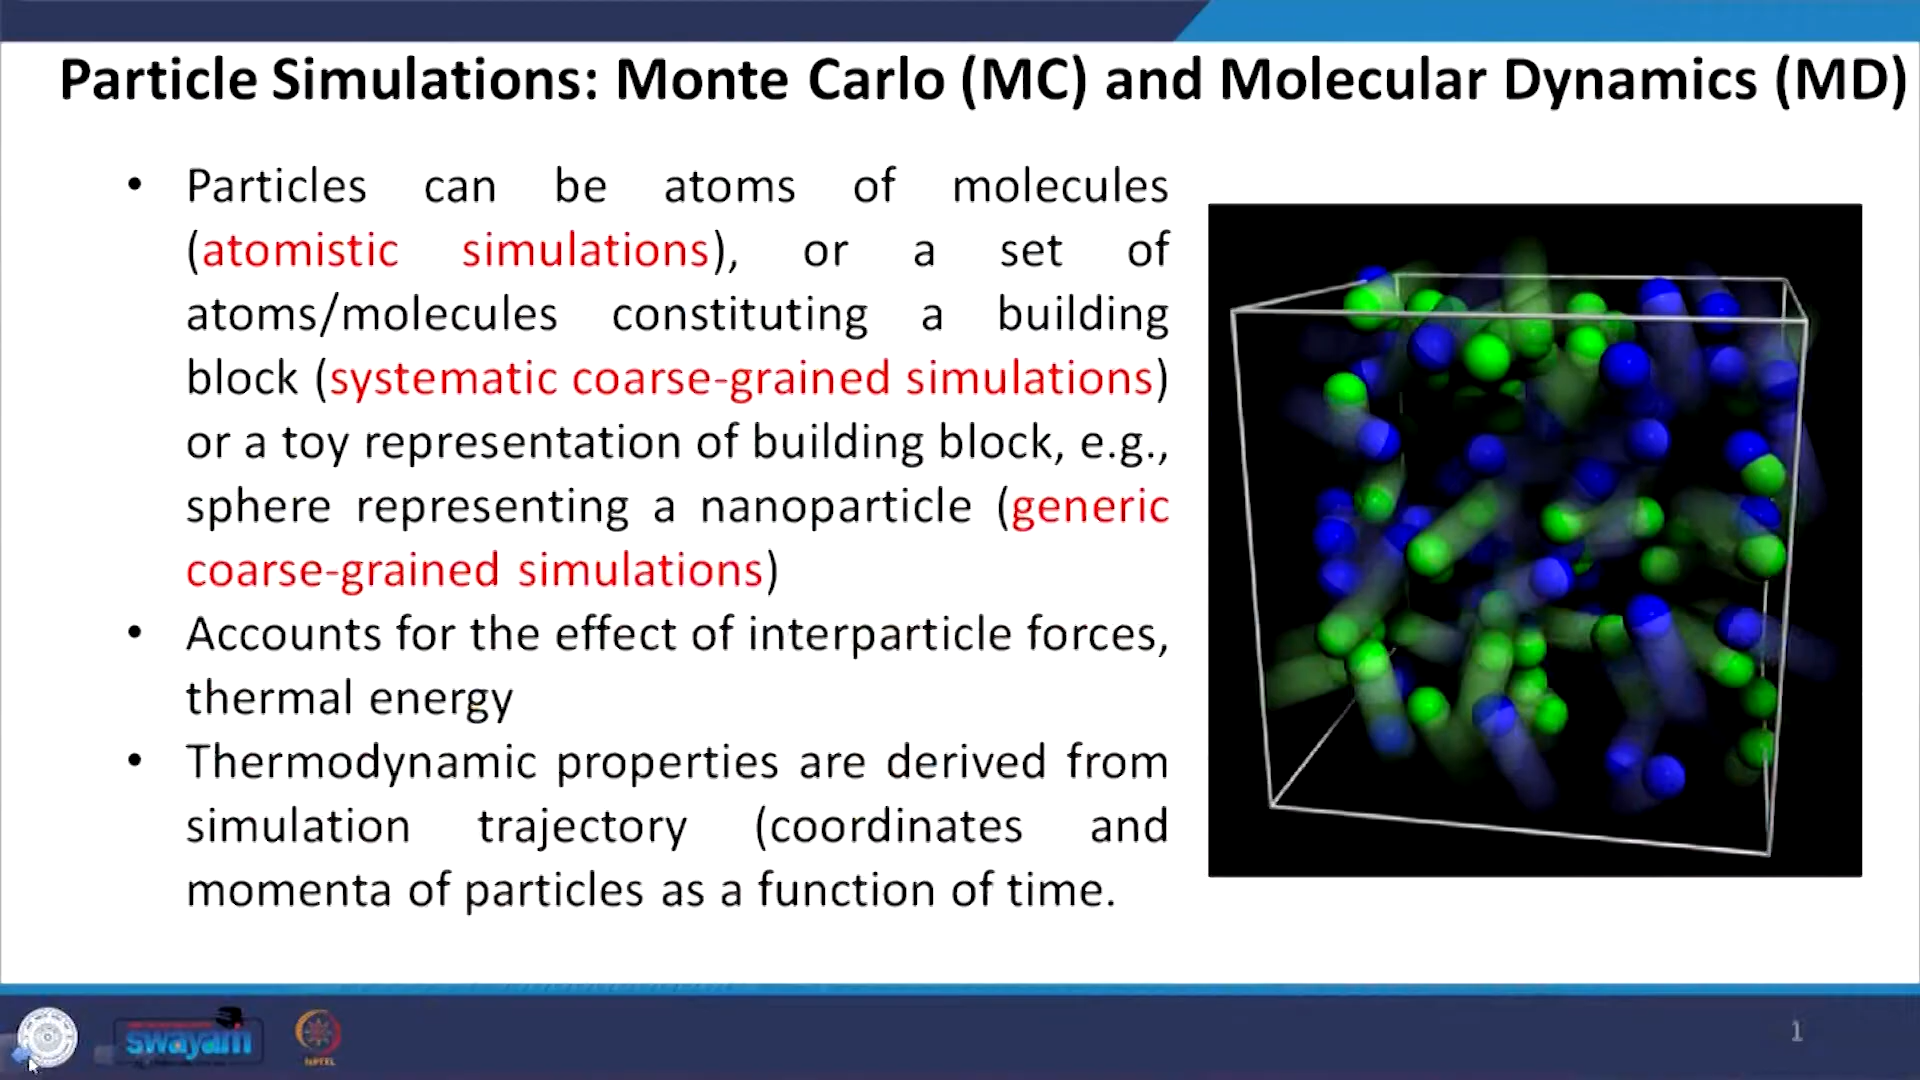 Particle Simulations: Monte Carlo (MC) and Molecular Dynamics (MD)
• Particles can be atoms of molecules
(atomistic simulations), or a set of
atoms/molecules constituting a building
block (systematic coarse-grained simulations)
or a toy representation of building block, e.g.,
sphere representing a nanoparticle (generic
coarse-grained simulations)
• Accounts for the effect of interparticle forces,
thermal energy
• Thermodynamic properties are derived from
simulation trajectory (coordinates and
momenta of particles as a function of time.
swayam
NPTEL
1